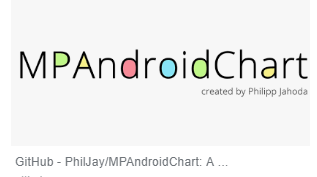 MPAndroidChart
created by Philipp Jahoda
GitHub - PhilJay/MPAndroidChart: A ...